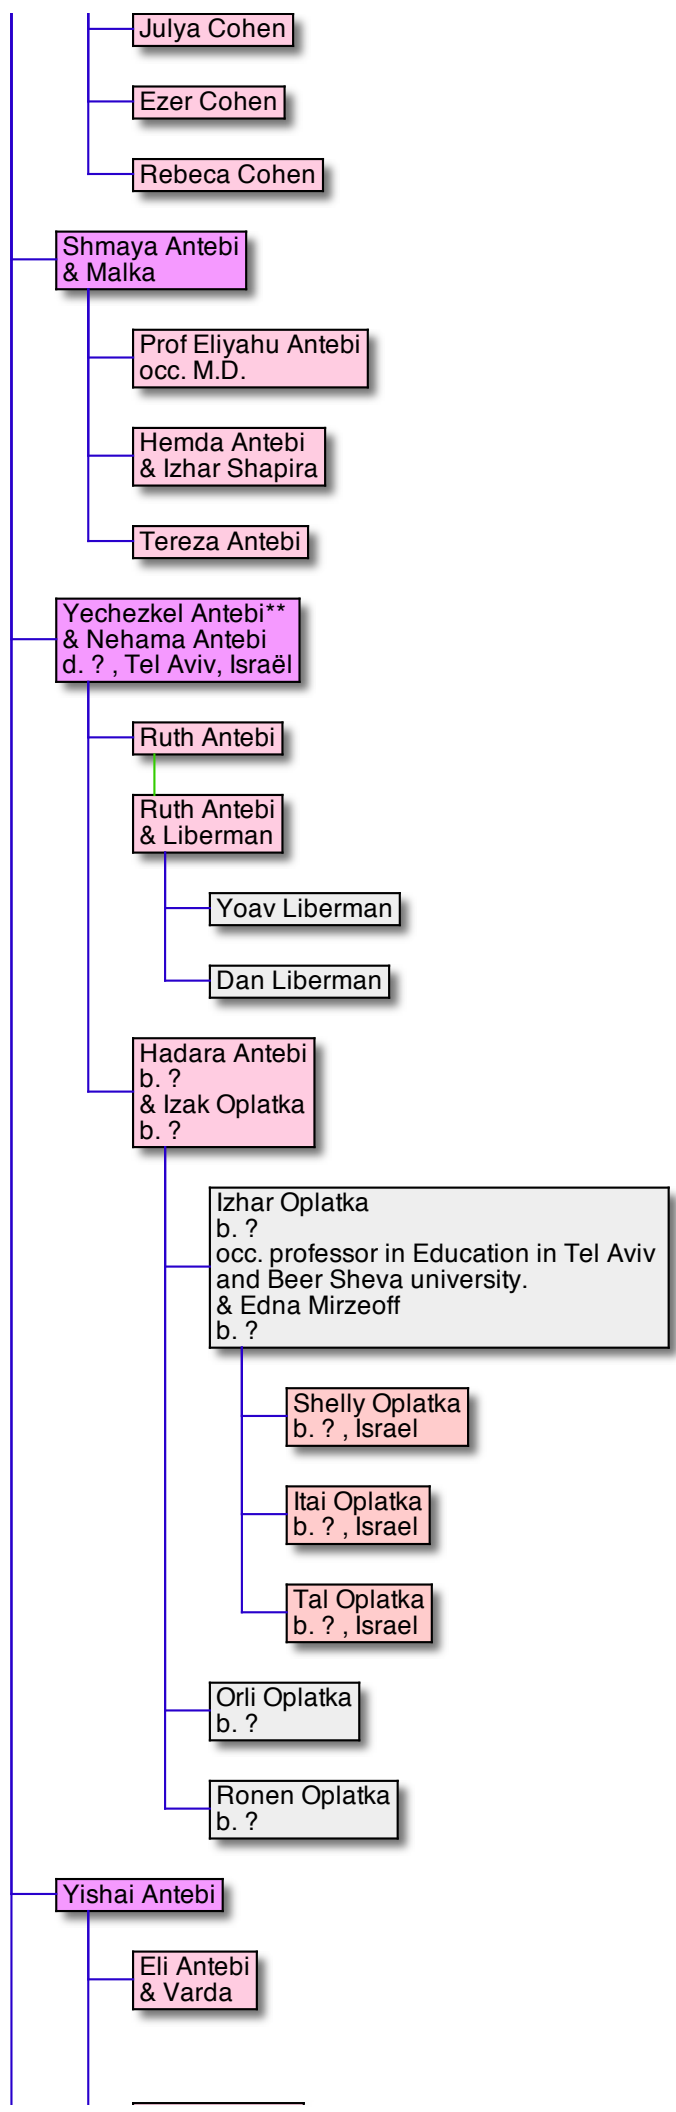 Julya Cohen
Ezer Cohen
Rebeca Cohen
Shmaya Antebi
& Malka
Prof Eliyahu Antebi
occ. M.D.
Hemda Antebi
& Izhar Shapira
Tereza Antebi
Yechezkel Antebi**
& Nehama Antebi
d. ? , Tel Aviv, Israël
Ruth Antebi
Ruth Antebi
& Liberman
Yoav Liberman
Dan Liberman
Hadara Antebi
b. ?
& Izak Oplatka
b. ?
Izhar Oplatka
b. ?
occ. professor in Education in Tel Aviv
and Beer Sheva university.
& Edna Mirzeoff
b. ?
Shelly Oplatka
b. ? , Israel
Itai Oplatka
b. ? , Israel
Tal Oplatka
b. ? , Israel
Orli Oplatka
b. ?
Ronen Oplatka
b. ?
Yishai Antebi
Eli Antebi
& Varda